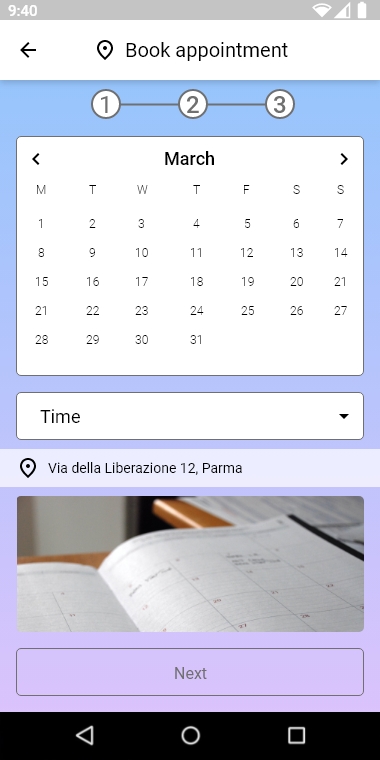 9:40
Book appointment
1 2 3
March
M T W T F S S
1 2 3 4 5 6 7
8 9 10 11 12 13 14
15 16 17 18 19 20 21
21 22 23 24 25 26 27
28 29 30 31
Time
Via della Liberazione 12, Parma
Next